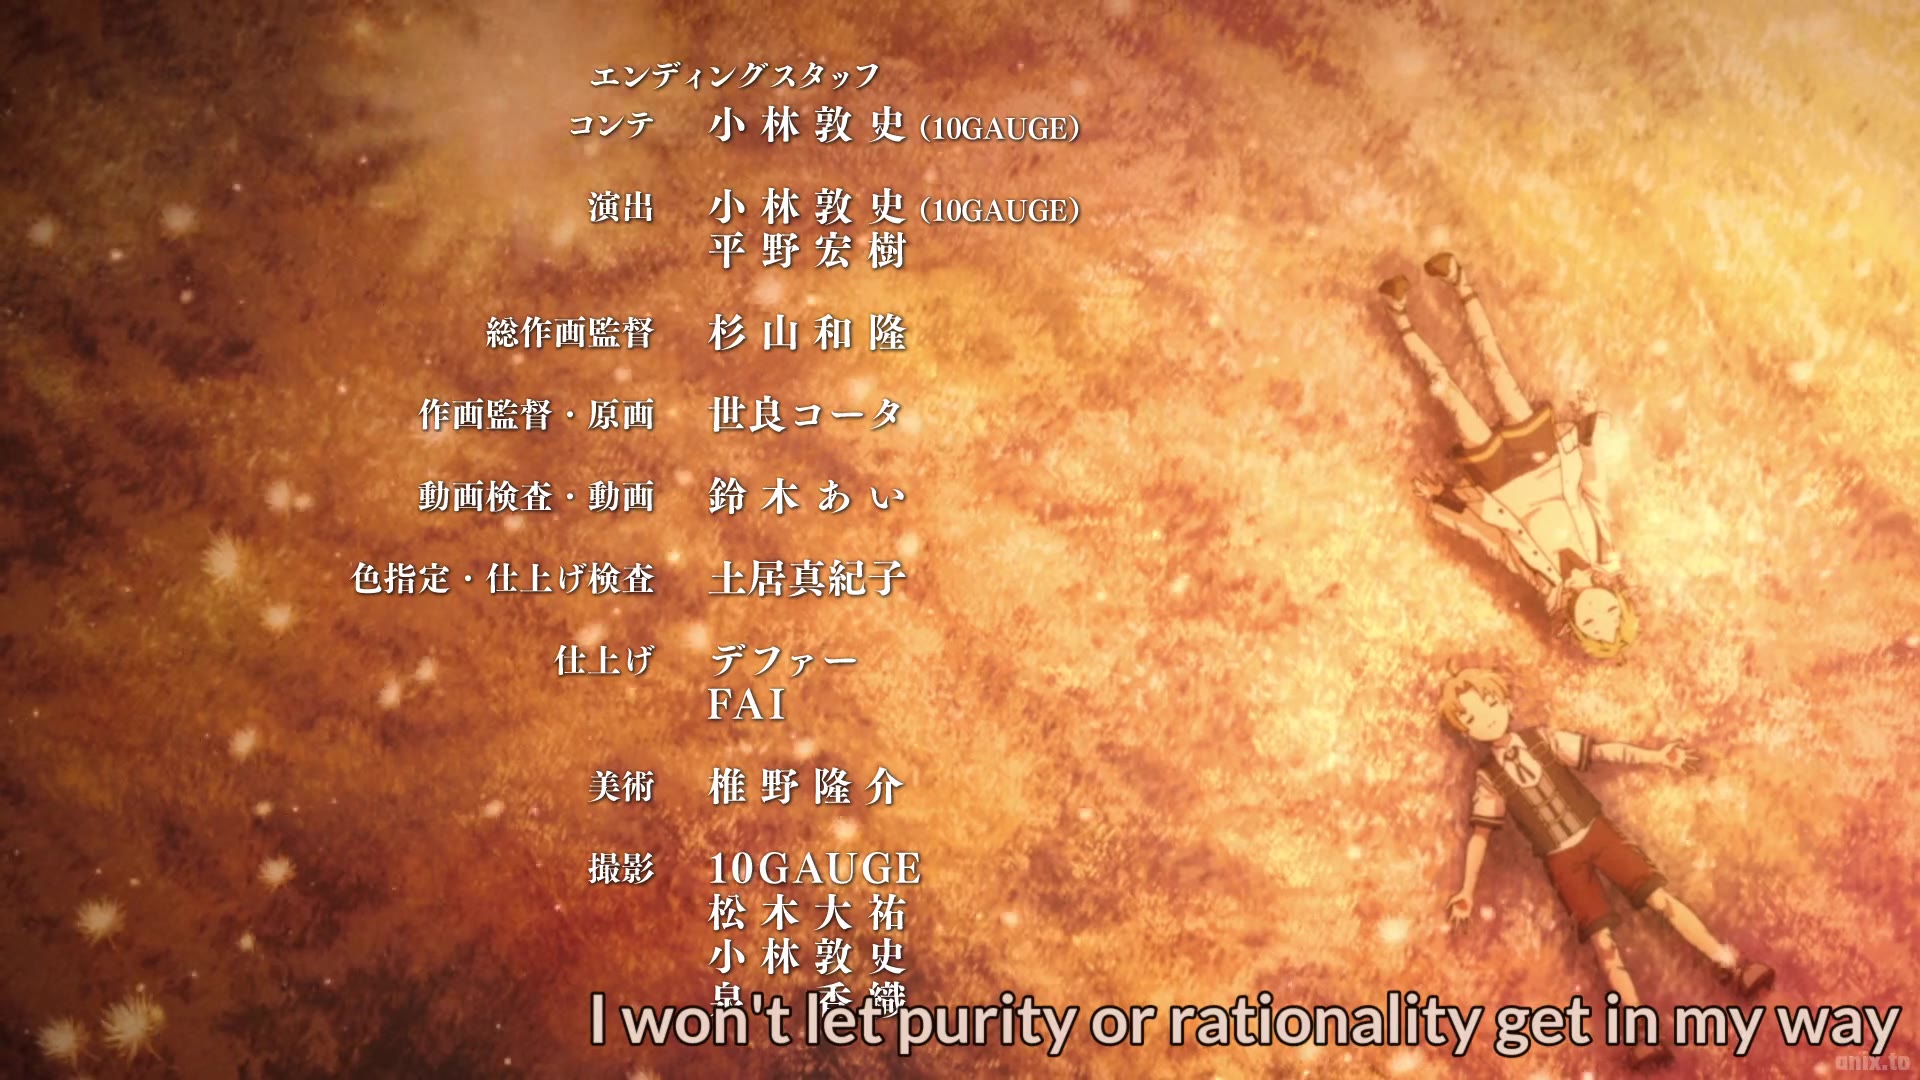 エンディングスタッフ
コンテ 小林敦史(10GAUGE)
演出 小林敦史(10GAUGE)
平野宏樹
総作画監督 杉山和隆
作画監督・原画 世良コータ
動画検査・動画 鈴木あい
色指定・仕上げ検査 土居真紀子
仕上げ デファー
FAI
美術 椎野隆介
撮影 10GAUGE
松木大祐
小林敦史
泉 香織
I won't let purity or rationality get in my way
anix.to